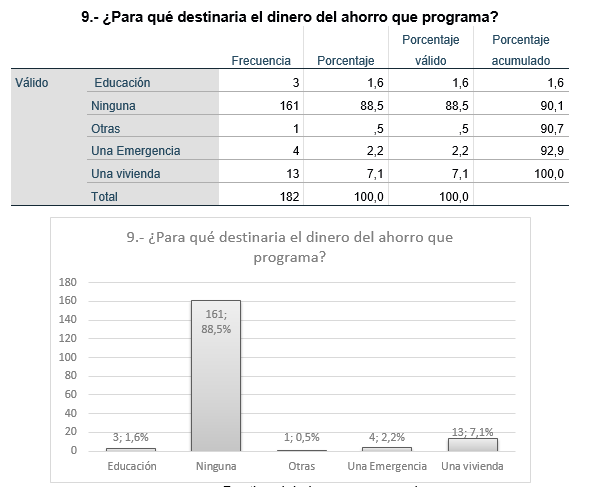 9.- ¿Para qué destinaria el dinero del ahorro que programa?
Frecuencia Porcentaje Porcentaje válido Porcentaje acumulado
Válido Educación 3 1,6 1,6 1,6
Ninguna 161 88,5 88,5 90,1
Otras 1 ,5 ,5 90,7
Una Emergencia 4 2,2 2,2 92,9
Una vivienda 13 7,1 7,1 100,0
Total 182 100,0 100,0
9.- ¿Para qué destinaria el dinero del ahorro que
programa?
180
160
140
120
100
80
60
40
20
0
161;
88,5%
3; 1,6%
1; 0,5%
4; 2,2%
13; 7,1%
Educación Ninguna Otras Una Emergencia Una vivienda